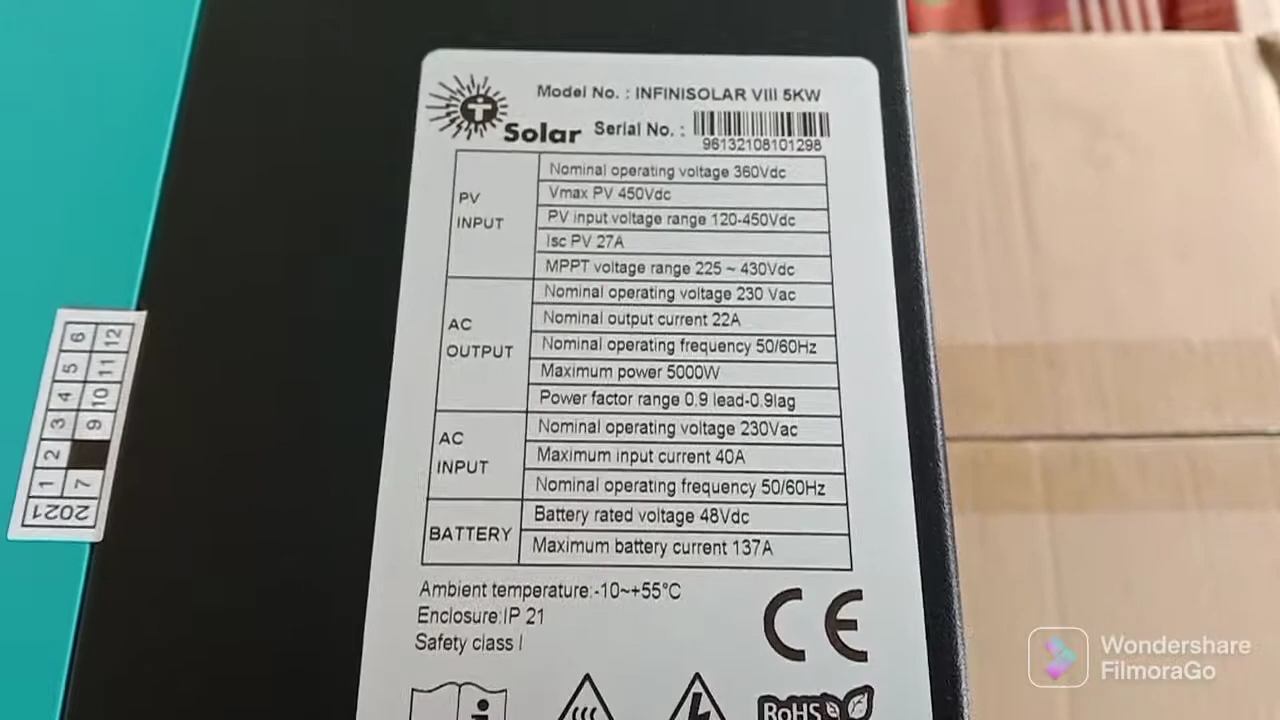 Model No. : INFINISOLAR VIII 5KW
Solar
Serial No. :
96132108101298
PV INPUT
Nominal operating voltage 360Vdc
Vmax PV 450Vdc
PV input voltage range 120-450Vdc
Isc PV 27A
MPPT voltage range 225 ~ 430Vdc
AC OUTPUT
Nominal operating voltage 230 Vac
Nominal output current 22A
Nominal operating frequency 50/60Hz
Maximum power 5000W
Power factor range 0.9 lead-0.9lag
AC INPUT
Nominal operating voltage 230Vac
Maximum input current 40A
Nominal operating frequency 50/60Hz
BATTERY
Battery rated voltage 48Vdc
Maximum battery current 137A
Ambient temperature:-10~+55°C
Enclosure:IP 21
Safety class I
CE
RoHS
2021
1 2 3 4 5 6
7 9 10 11 12
Wondershare
FilmoraGo